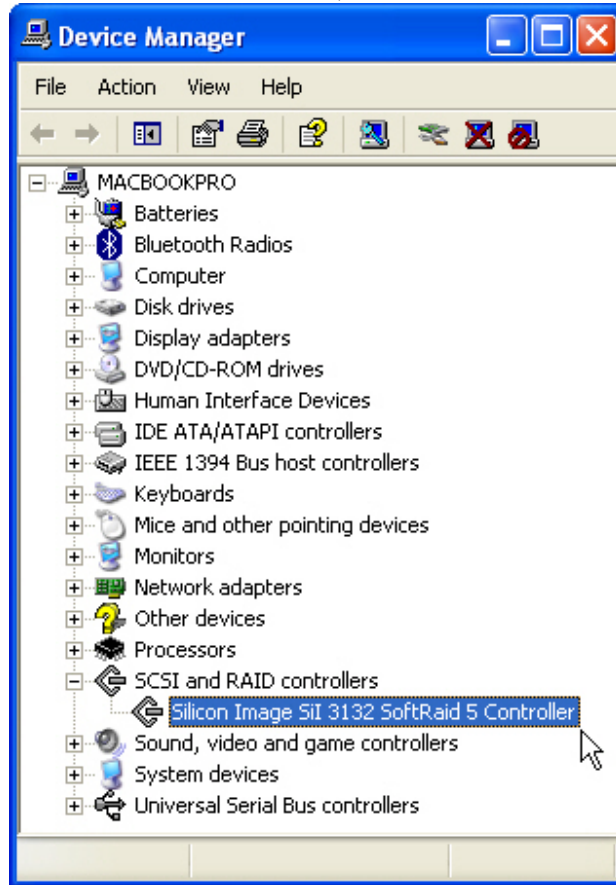 Device Manager
File Action View Help
MACBOOKPRO
Batteries
Bluetooth Radios
Computer
Disk drives
Display adapters
DVD/CD-ROM drives
Human Interface Devices
IDE ATA/ATAPI controllers
IEEE 1394 Bus host controllers
Keyboards
Mice and other pointing devices
Monitors
Network adapters
Other devices
Processors
SCSI and RAID controllers
Silicon Image SiI 3132 SoftRaid 5 Controller
Sound, video and game controllers
System devices
Universal Serial Bus controllers